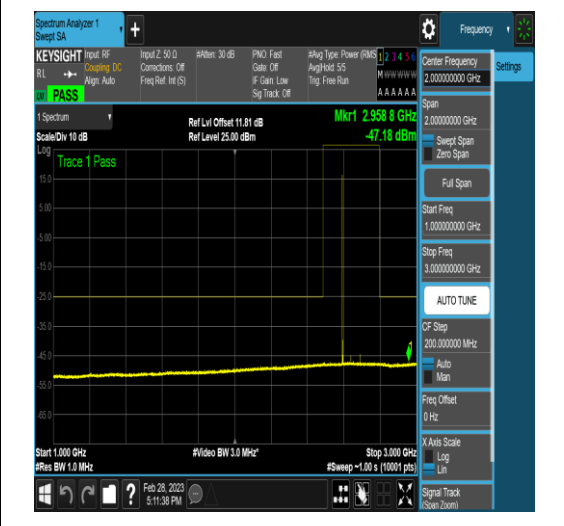 Spectrum Analyzer 1
Swept SA
+
Frequency
KEYSIGHT
RL
PASS
Input: RF
Coupling: DC
Align: Auto
Input Z: 50 Ω
Corrections: Off
Freq Ref: Int (S)
#Atten: 30 dB
PNO: Fast
Gate: Off
IF Gain: Low
Sig Track: Off
#Avg Type: Power (RMS
Avg|Hold: 5/5
Trig: Free Run
1 2 3 4 5 6
M W W W W W
A A A A A A
1 Spectrum
Scale/Div 10 dB
Ref Lvl Offset 11.81 dB
Ref Level 25.00 dBm
Mkr1 2.958 8 GHz
-47.18 dBm
Log
Trace 1 Pass
15.0
5.00
-5.00
-15.0
-25.0
-35.0
-45.0
-55.0
-65.0
1
Start 1.000 GHz
#Res BW 1.0 MHz
#Video BW 3.0 MHz*
Stop 3.000 GHz
#Sweep ~1.00 s (10001 pts)
Feb 28, 2023
5:11:38 PM
?
Center Frequency
2.000000000 GHz
Span
2.00000000 GHz
Swept Span
Zero Span
Full Span
Start Freq
1.000000000 GHz
Stop Freq
3.000000000 GHz
AUTO TUNE
CF Step
200.000000 MHz
Auto
Man
Freq Offset
0 Hz
X Axis Scale
Log
Lin
Signal Track
(Span Zoom)
Settings